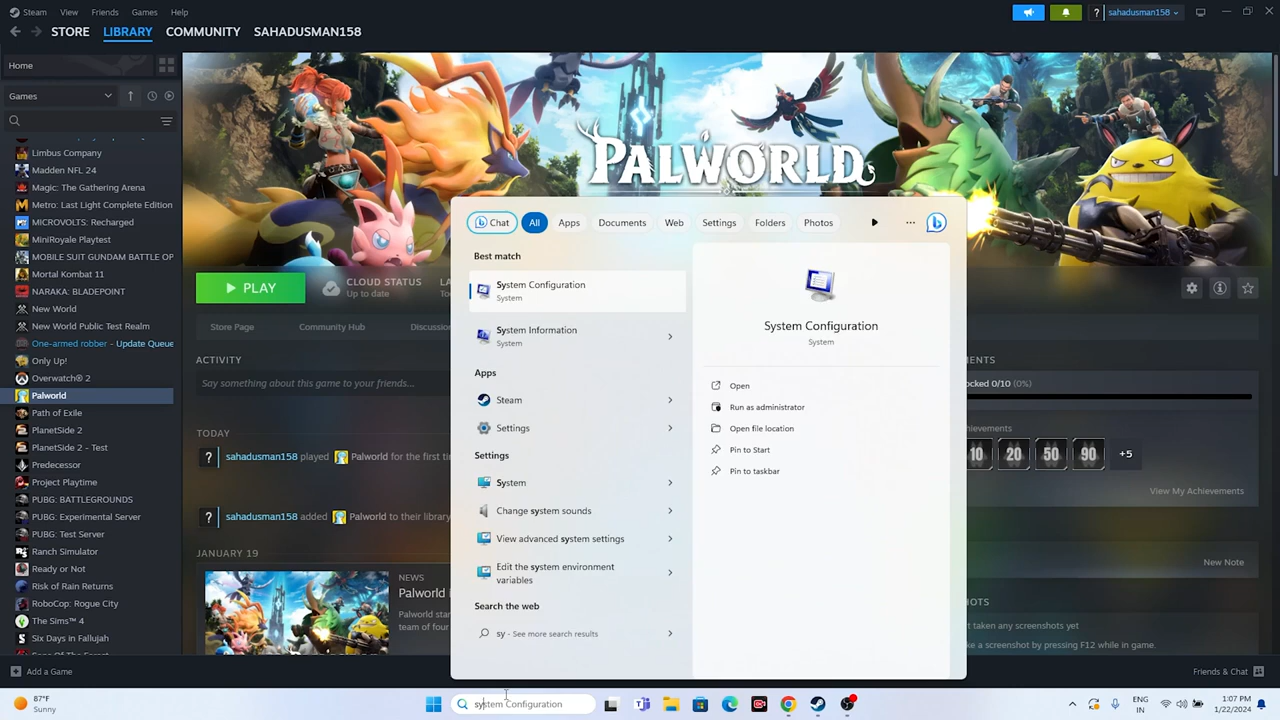 Steam View Friends Games Help
sahadusman158
STORE LIBRARY COMMUNITY SAHADUSMAN158
Home
Games
Limbus Company
Madden NFL 24
Magic: The Gathering Arena
Merge Last Light Complete Edition
MICROVOLTS: Recharged
MiniRoyale Playtest
MOBILE SUIT GUNDAM BATTLE OP
Mortal Kombat 11
NARAKA: BLADEPO
New World
New World Public Test Realm
One-armed robber - Update Queue
Only Up!
Overwatch® 2
Palworld
Path of Exile
PlanetSide 2
PlanetSide 2 - Test
Predecessor
Project Playtime
PUBG: BATTLEGROUNDS
PUBG: Experimental Server
PUBG: Test Server
Ranch Simulator
Ready or Not
Risk of Rain Returns
RoboCop: Rogue City
The Sims™ 4
Six Days in Fallujah
PALWORLD
PLAY
CLOUD STATUS
Up to date
LA
Store Page
Community Hub
Discussion
ACTIVITY
Say something about this game to your friends...
TODAY
sahadusman158 played Palworld for the first tim
sahadusman158 added Palworld to their library
JANUARY 19
NEWS
Palworld i
Palworld star
team of four
Chat All Apps Documents Web Settings Folders Photos
Best match
System Configuration
System
System Information
System
Apps
Steam
Settings
Settings
System
Change system sounds
View advanced system settings
Edit the system environment
variables
Search the web
sy - See more search results
System Configuration
System
Open
Run as administrator
Open file location
Pin to Start
Pin to taskbar
ocked 0/10 (0%)
chievements
10 20 50 90 +5
View My Achievements
New Note
taken any screenshots yet
ke a screenshot by pressing F12 while in game.
Add a Game
Friends & Chat
87°F
Sunny
system Configuration
ENG
IN
1:07 PM
1/22/2024